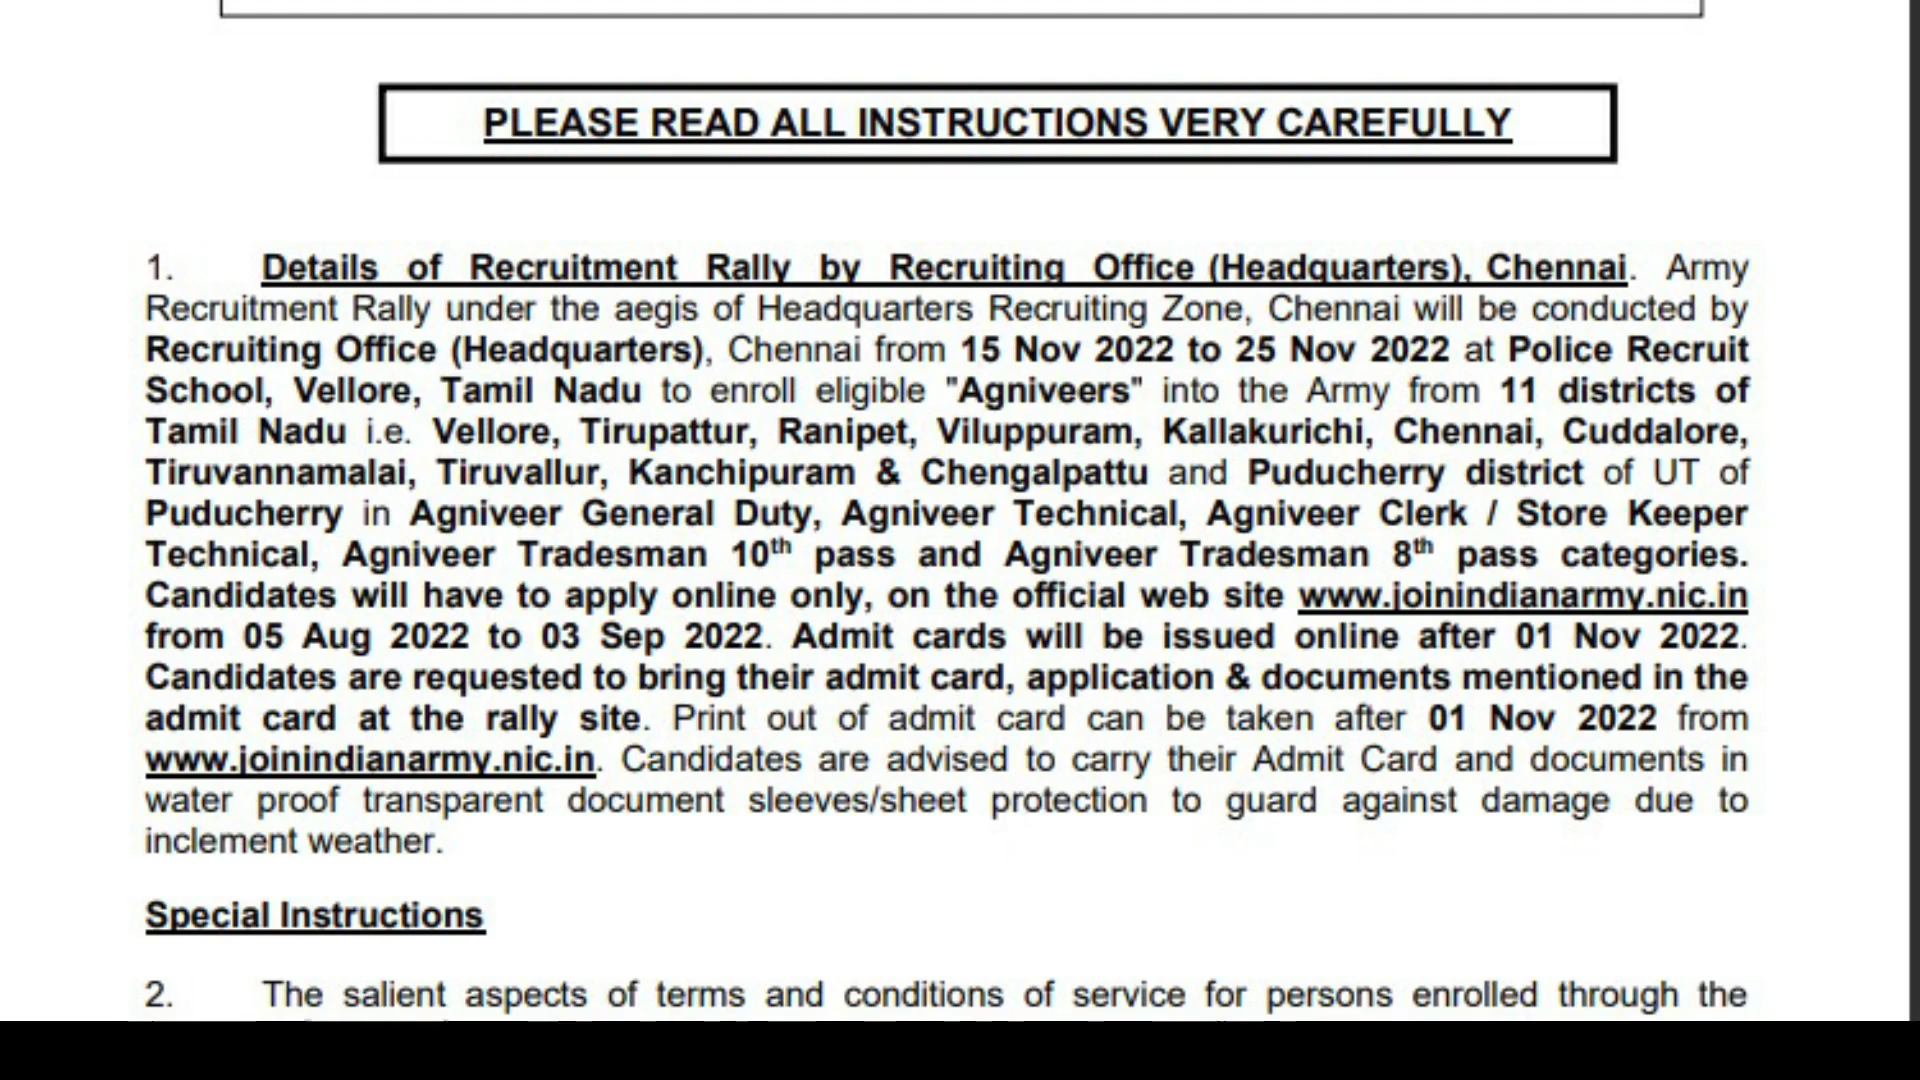 PLEASE READ ALL INSTRUCTIONS VERY CAREFULLY
1. Details of Recruitment Rally by Recruiting Office (Headquarters), Chennai. Army
Recruitment Rally under the aegis of Headquarters Recruiting Zone, Chennai will be conducted by
Recruiting Office (Headquarters), Chennai from 15 Nov 2022 to 25 Nov 2022 at Police Recruit
School, Vellore, Tamil Nadu to enroll eligible "Agniveers" into the Army from 11 districts of
Tamil Nadu i.e. Vellore, Tirupattur, Ranipet, Viluppuram, Kallakurichi, Chennai, Cuddalore,
Tiruvannamalai, Tiruvallur, Kanchipuram & Chengalpattu and Puducherry district of UT of
Puducherry in Agniveer General Duty, Agniveer Technical, Agniveer Clerk / Store Keeper
Technical, Agniveer Tradesman 10th pass and Agniveer Tradesman 8th pass categories.
Candidates will have to apply online only, on the official web site www.joinindianarmy.nic.in
from 05 Aug 2022 to 03 Sep 2022. Admit cards will be issued online after 01 Nov 2022.
Candidates are requested to bring their admit card, application & documents mentioned in the
admit card at the rally site. Print out of admit card can be taken after 01 Nov 2022 from
www.joinindianarmy.nic.in. Candidates are advised to carry their Admit Card and documents in
water proof transparent document sleeves/sheet protection to guard against damage due to
inclement weather.
Special Instructions
2. The salient aspects of terms and conditions of service for persons enrolled through the